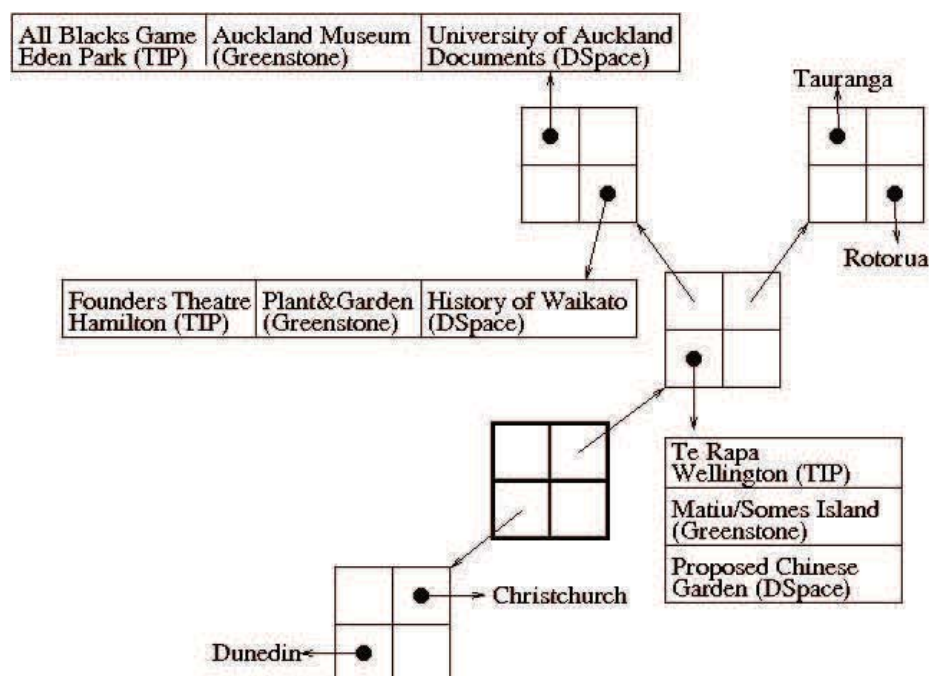 All Blacks Game
Eden Park (TIP)
Auckland Museum
(Greenstone)
University of Auckland
Documents (DSpace)
Tauranga
Rotorua
Founders Theatre
Hamilton (TIP)
Plant&Garden
(Greenstone)
History of Waikato
(DSpace)
Te Rapa
Wellington (TIP)
Matiu/Somes Island
(Greenstone)
Proposed Chinese
Garden (DSpace)
Christchurch
Dunedin